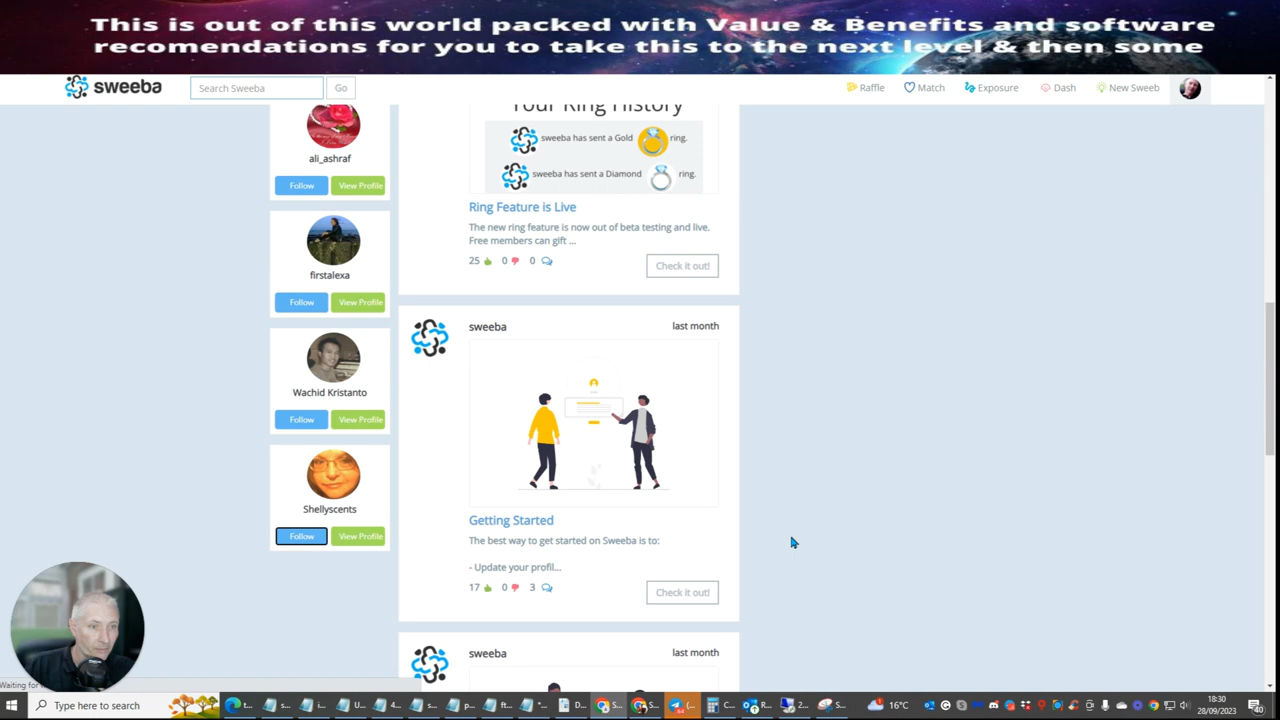 This is out of this world packed with Value & Benefits and software
recomendations for you to take this to the next level & then some
sweeba
Search Sweeba
Go
Raffle
Match
Exposure
Dash
New Sweeb
ali_ashraf
Follow
View Profile
firstalexa
Follow
View Profile
Wachid Kristanto
Follow
View Profile
Shellyscents
Follow
View Profile
Your Ring History
sweeba has sent a Gold ring.
sweeba has sent a Diamond ring.
Ring Feature is Live
The new ring feature is now out of beta testing and live.
Free members can gift ...
25 0 0
Check it out!
sweeba
last month
Getting Started
The best way to get started on Sweeba is to:
- Update your profil...
17 0 3
Check it out!
sweeba
last month
Waiting for
Type here to search
16°C
18:30
28/09/2023
40